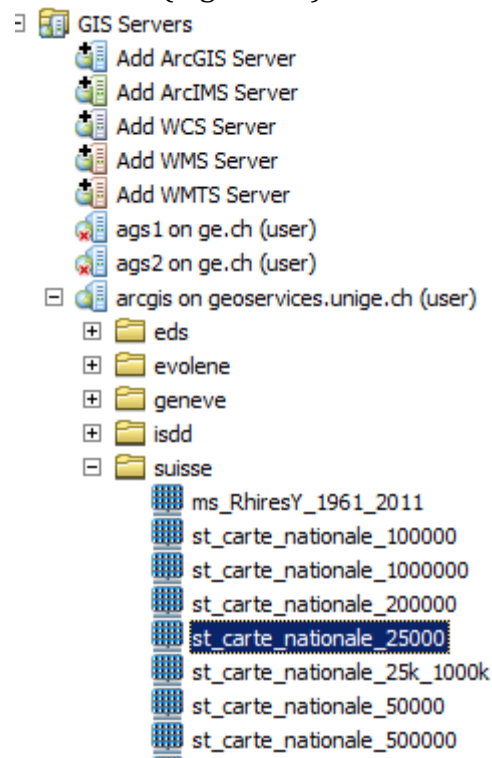 GIS Servers
Add ArcGIS Server
Add ArcIMS Server
Add WCS Server
Add WMS Server
Add WMTS Server
ags1 on ge.ch (user)
ags2 on ge.ch (user)
arcgis on geoservices.unige.ch (user)
eds
evolene
geneve
isdd
suisse
ms_RhiresY_1961_2011
st_carte_nationale_100000
st_carte_nationale_1000000
st_carte_nationale_200000
st_carte_nationale_25000
st_carte_nationale_25k_1000k
st_carte_nationale_50000
st_carte_nationale_500000